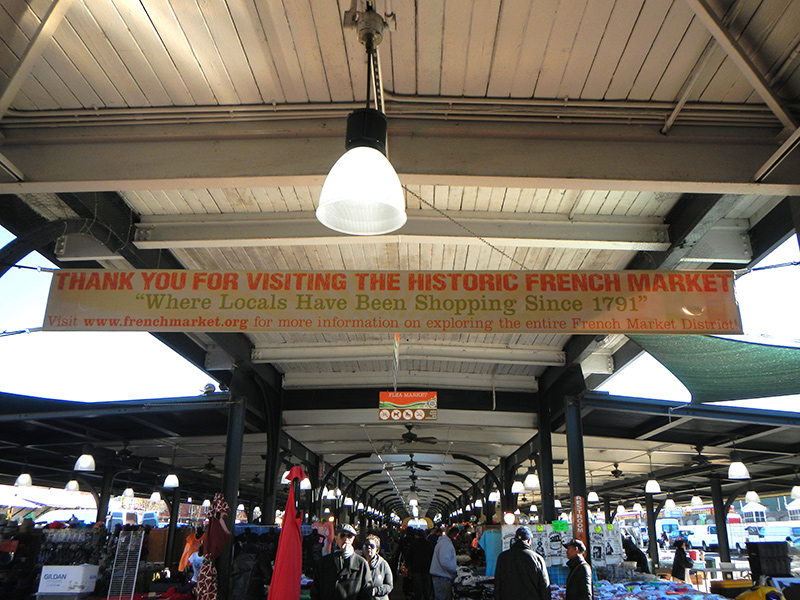 THANK YOU FOR VISITING THE HISTORIC FRENCH MARKET
"Where Locals Have Been Shopping Since 1791"
Visit www.frenchmarket.org for more information on exploring the entire French Market District!
FLEA MARKET
RESTROOM
GILDAN